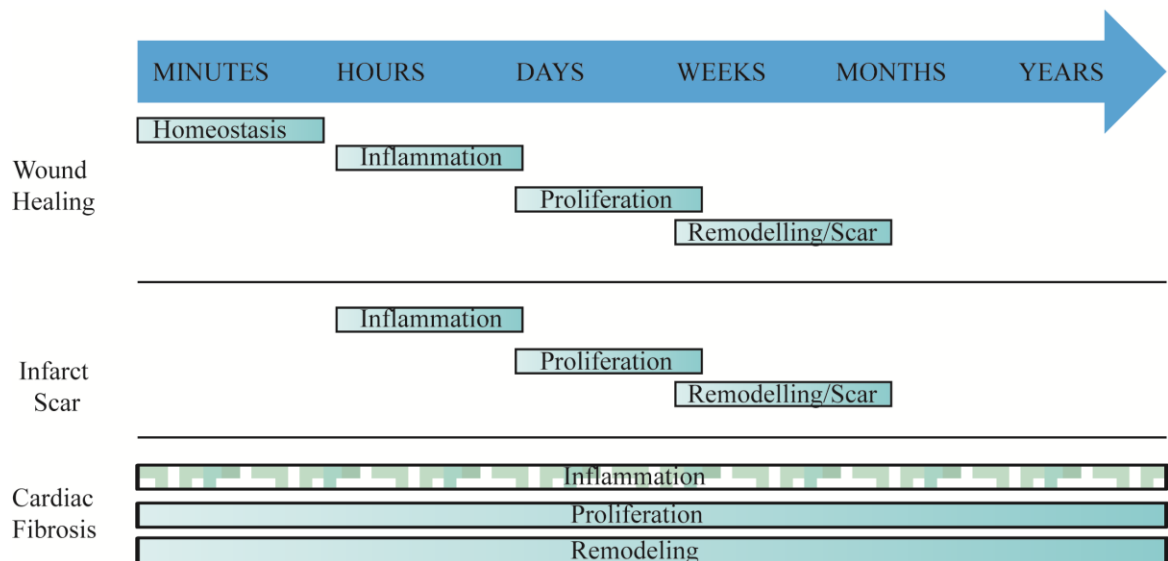 MINUTES HOURS DAYS WEEKS MONTHS YEARS
Wound
Healing
Homeostasis
Inflammation
Proliferation
Remodelling/Scar
Infarct
Scar
Inflammation
Proliferation
Remodelling/Scar
Cardiac
Fibrosis
Inflammation
Proliferation
Remodeling